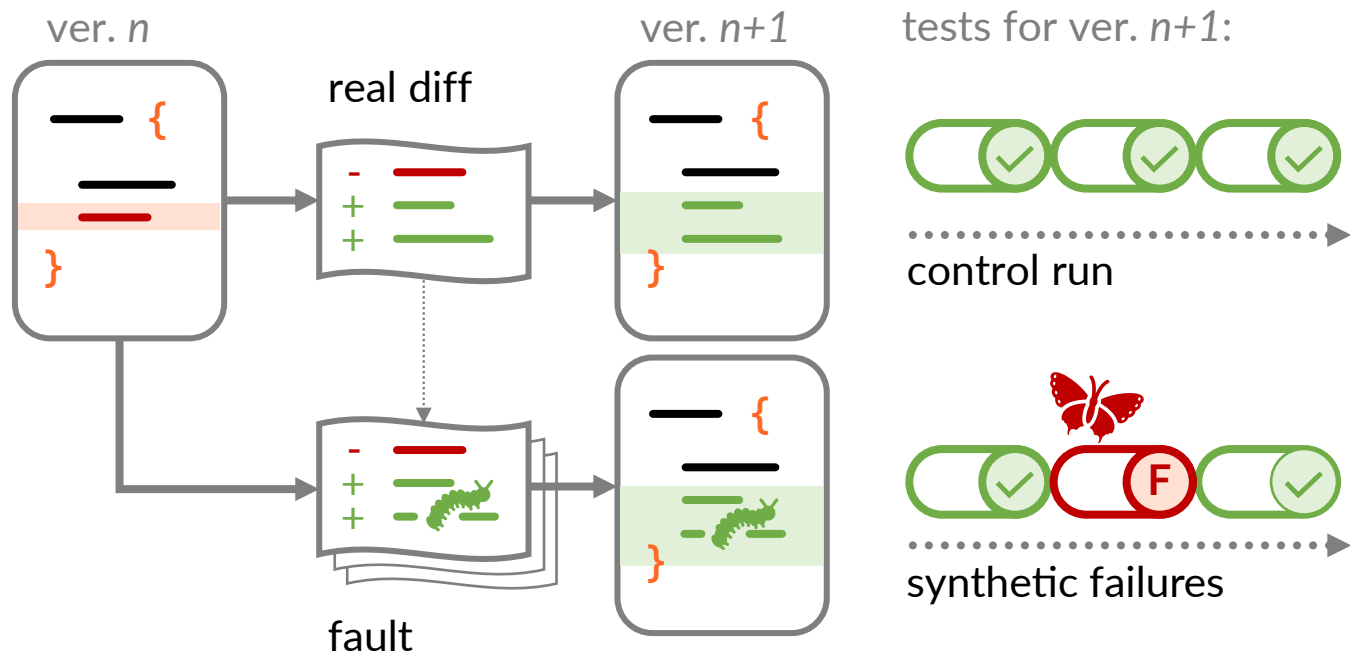 ver. n
ver. n+1
tests for ver. n+1:
real diff
{
{
-
+
+
}
}
control run
{
-
+
+
F
}
synthetic failures
fault